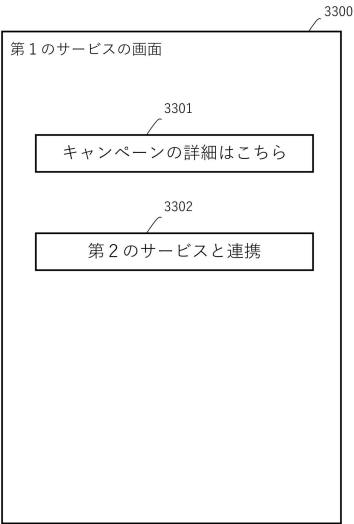 3300
第１のサービスの画面
3301
キャンペーンの詳細はこちら
3302
第２のサービスと連携